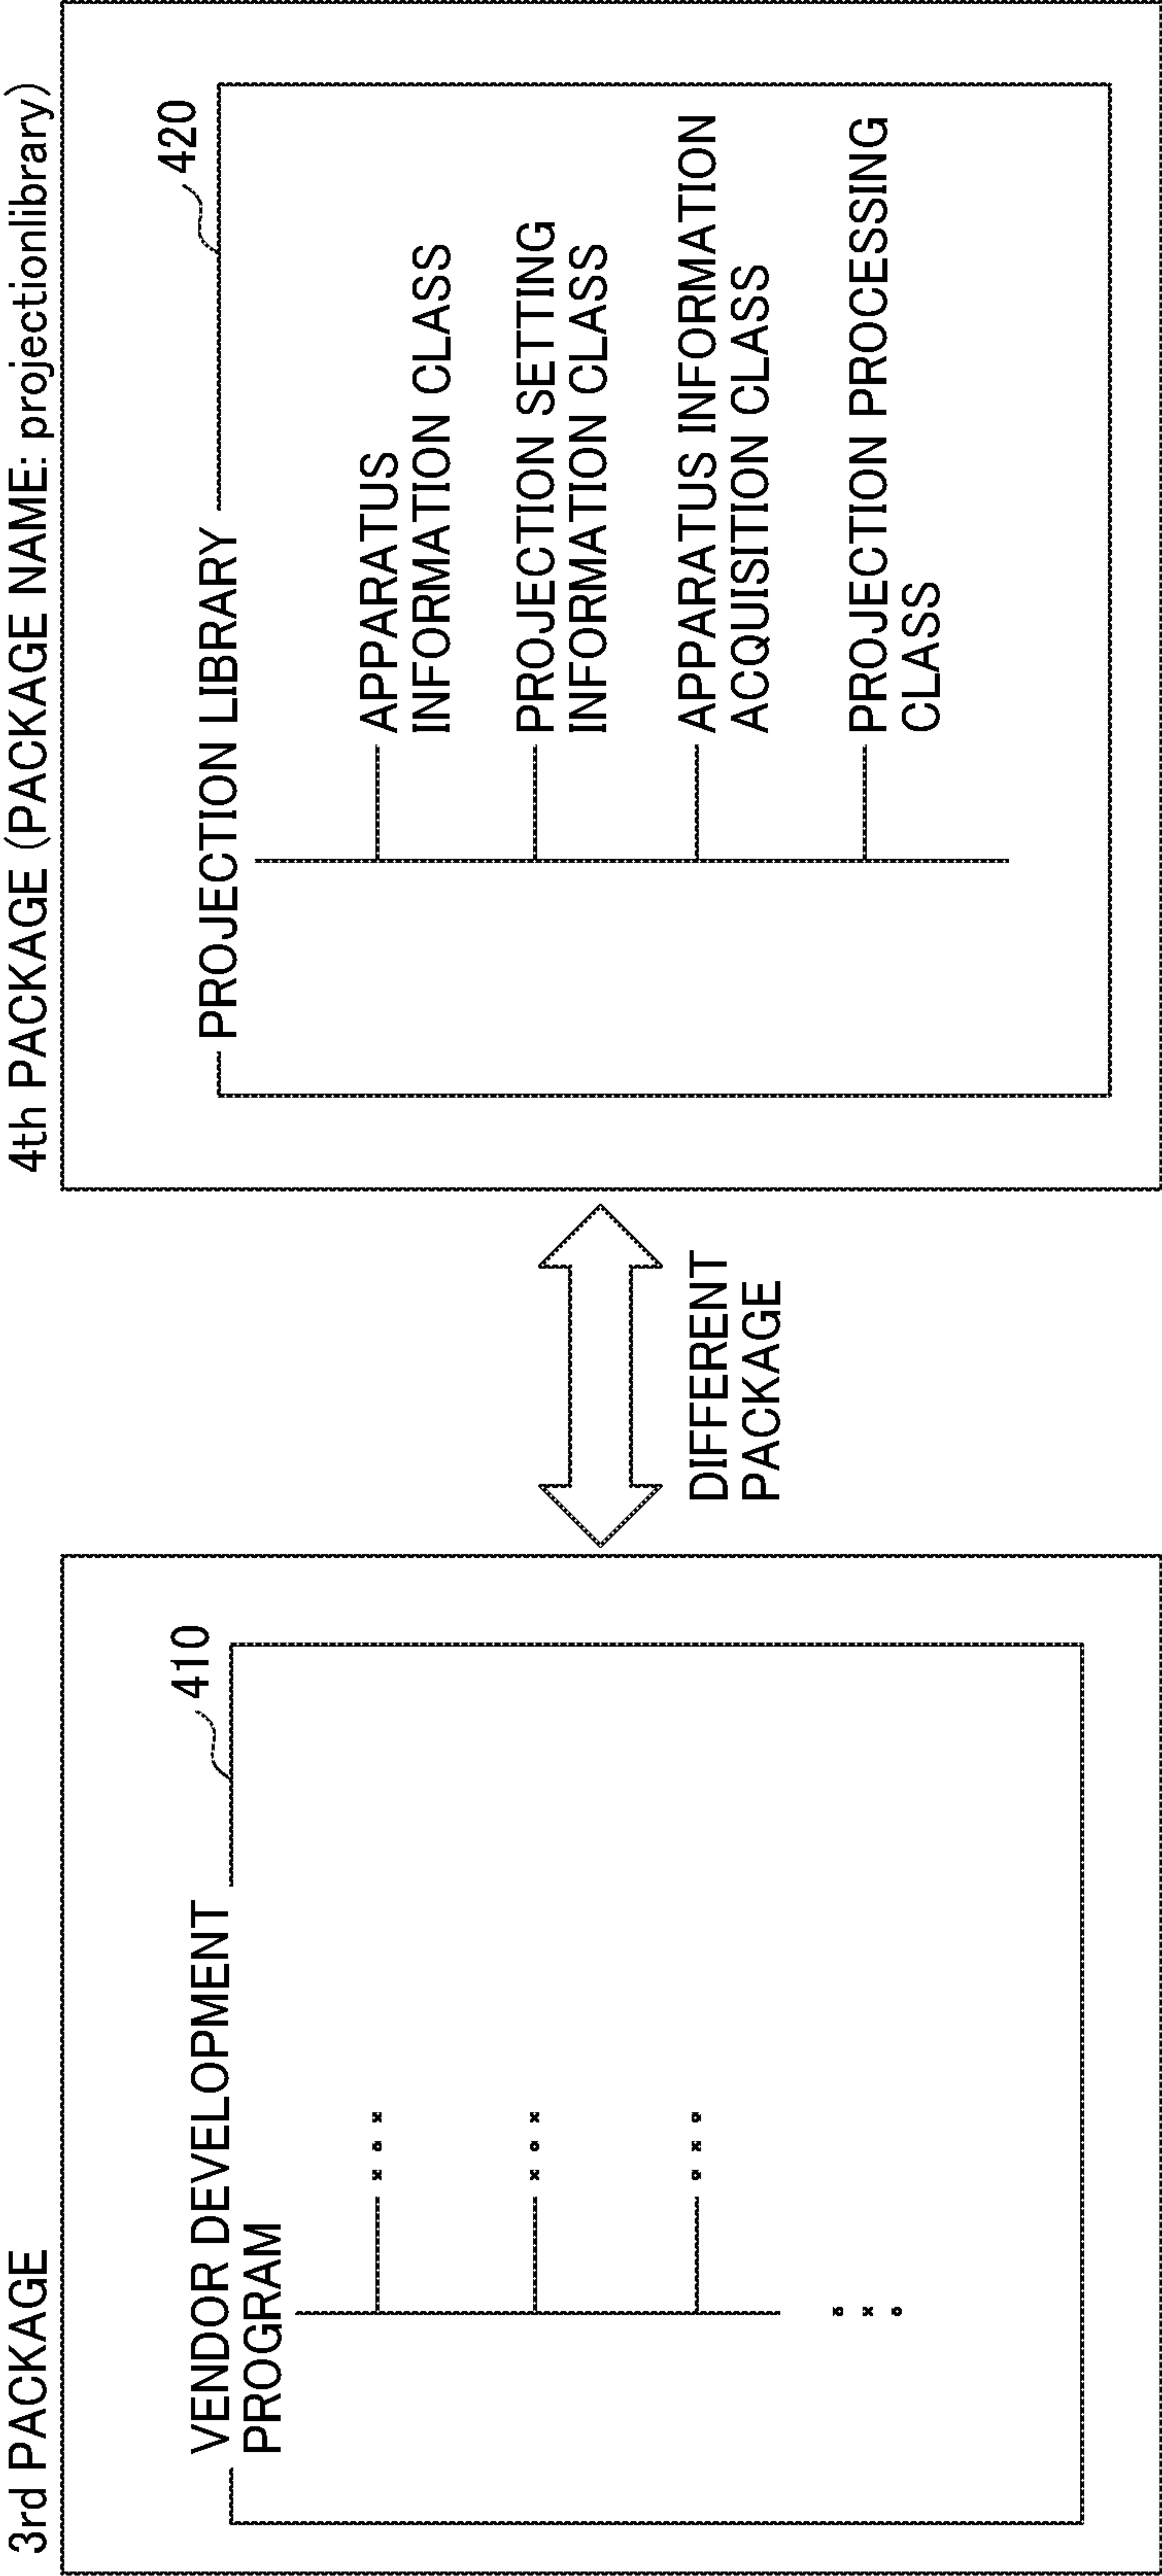 3rd PACKAGE
VENDOR DEVELOPMENT
PROGRAM
410
DIFFERENT
PACKAGE
4th PACKAGE (PACKAGE NAME: projectionlibrary)
PROJECTION LIBRARY
420
APPARATUS
INFORMATION CLASS
PROJECTION SETTING
INFORMATION CLASS
APPARATUS INFORMATION
ACQUISITION CLASS
PROJECTION PROCESSING
CLASS